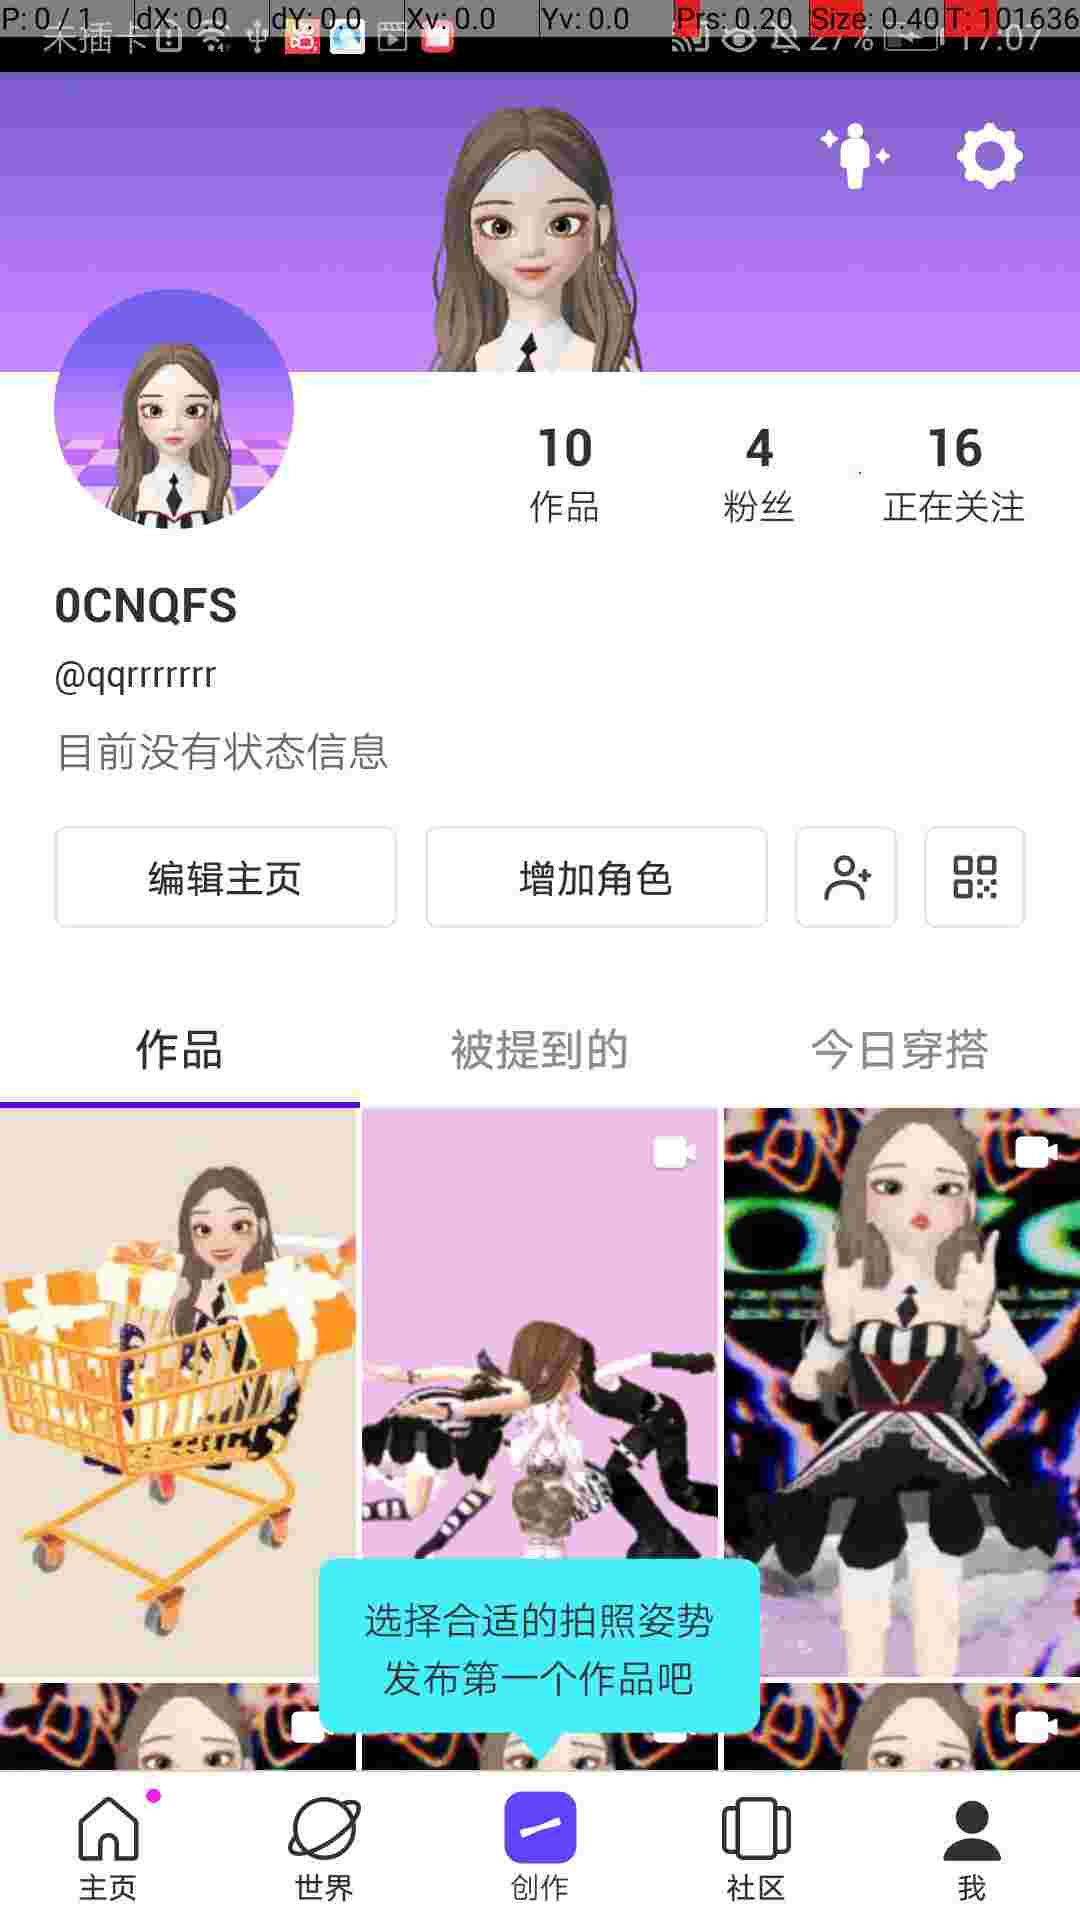 P: 0 / 1 dX: 0.0 dY: 0.0 Xv: 0.0 Yv: 0.0 Prs: 0.20 Size: 0.40 T: 101636
未插卡 27% 17:07
10 4 16
作品 粉丝 正在关注
0CNQFS
@qqrrrrrrr
目前没有状态信息
编辑主页 增加角色
作品 被提到的 今日穿搭
选择合适的拍照姿势
发布第一个作品吧
主页 世界 创作 社区 我